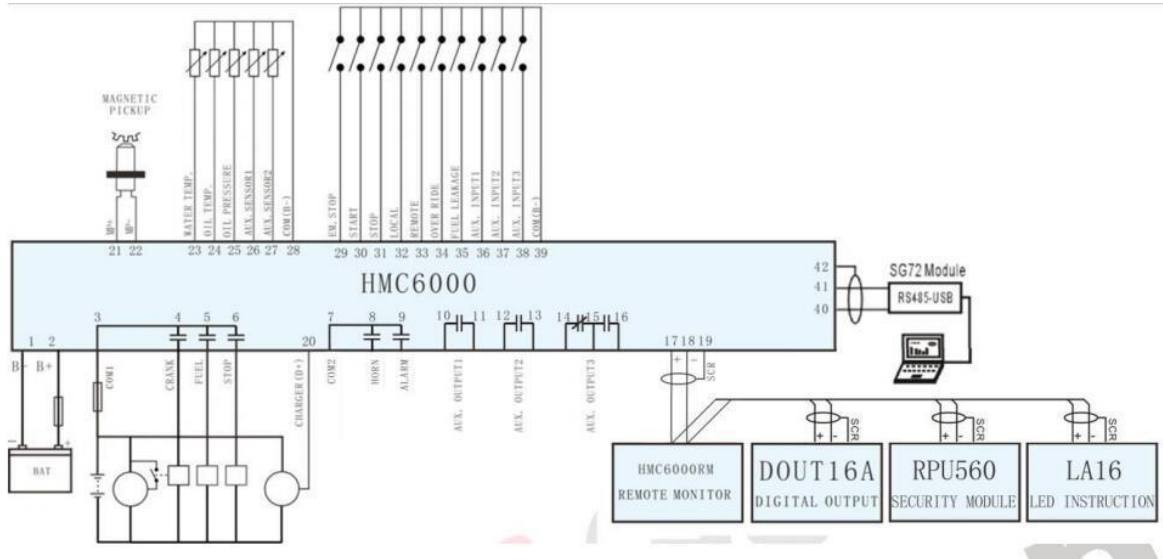 MAGNETIC
PICKUP
MP+
MP-
WATER TEMP.
OIL TEMP.
OIL PRESSURE
AUX. SENSOR1
AUX. SENSOR2
COM(B-)
EM. STOP
START
STOP
LOCAL
REMOTE
OVER RIDE
FUEL LEAKAGE
AUX. INPUT1
AUX. INPUT2
AUX. INPUT3
COM(B-)
21 22 23 24 25 26 27 28 29 30 31 32 33 34 35 36 37 38 39
HMC6000
42
41
40
SG72 Module
RS485-USB
3 4 5 6 7 8 9 10 11 12 13 14 15 16
1 2 20 17 18 19
B- B+
COM1
CRANK
FUEL
STOP
CHARGER(D+)
COM2
HORN
ALARM
AUX. OUTPUT1
AUX. OUTPUT2
AUX. OUTPUT3
+ -
SCR
- +
BAT
+ - SCR
+ - SCR
+ - SCR
HMC6000RM
REMOTE MONITOR
DOUT16A
DIGITAL OUTPUT
RPU560
SECURITY MODULE
LA16
LED INSTRUCTION